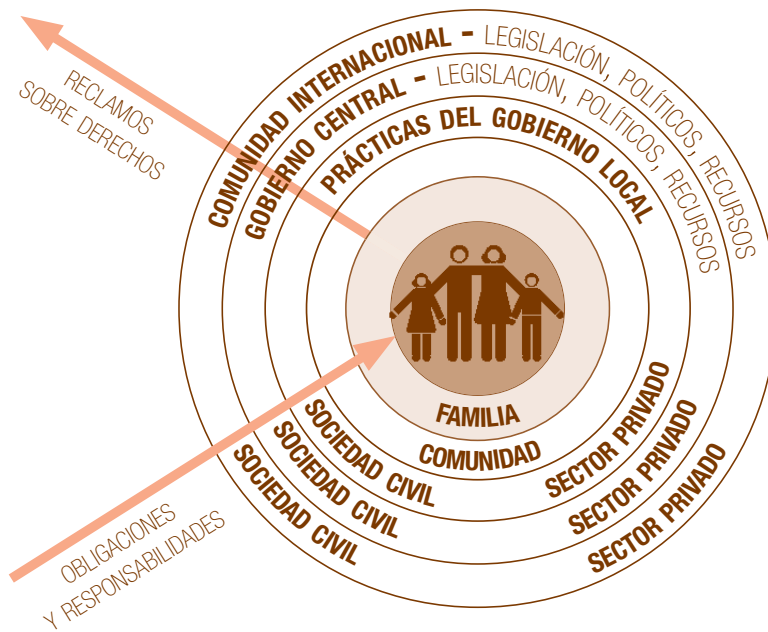 COMUNIDAD INTERNACIONAL - LEGISLACIÓN, POLÍTICOS, RECURSOS
GOBIERNO CENTRAL - LEGISLACIÓN, POLÍTICOS, RECURSOS
PRÁCTICAS DEL GOBIERNO LOCAL
RECLAMOS
SOBRE DERECHOS
FAMILIA
COMUNIDAD
SOCIEDAD CIVIL
SECTOR PRIVADO
SOCIEDAD CIVIL
SECTOR PRIVADO
SOCIEDAD CIVIL
SECTOR PRIVADO
OBLIGACIONES
Y RESPONSABILIDADES